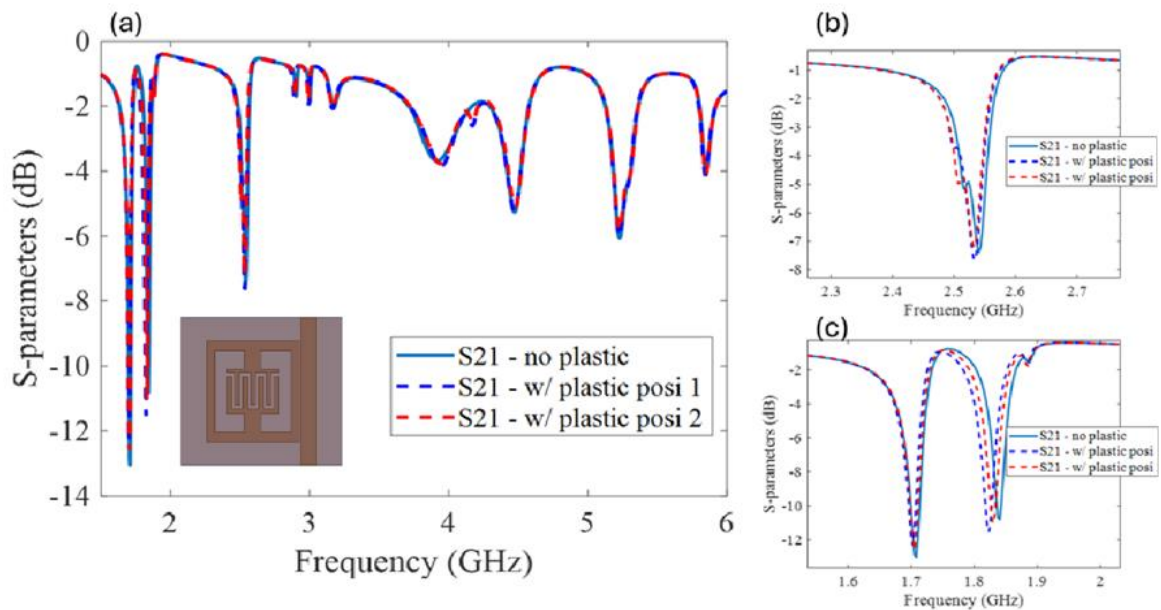 (a)
0
-2
-4
-6
-8
-10
-12
-14
S-parameters (dB)
2
3
4
5
6
Frequency (GHz)
S21 - no plastic
S21 - w/ plastic posi 1
S21 - w/ plastic posi 2
(b)
-1
-2
-3
-4
-5
-6
-7
-8
S-parameters (dB)
2.3
2.4
2.5
2.6
2.7
Frequency (GHz)
S21 - no plastic
S21 - w/ plastic posi
S21 - w/ plastic posi
(c)
-2
-4
-6
-8
-10
-12
S-parameters (dB)
1.6
1.7
1.8
1.9
2
Frequency (GHz)
S21 - no plastic
S21 - w/ plastic posi
S21 - w/ plastic posi